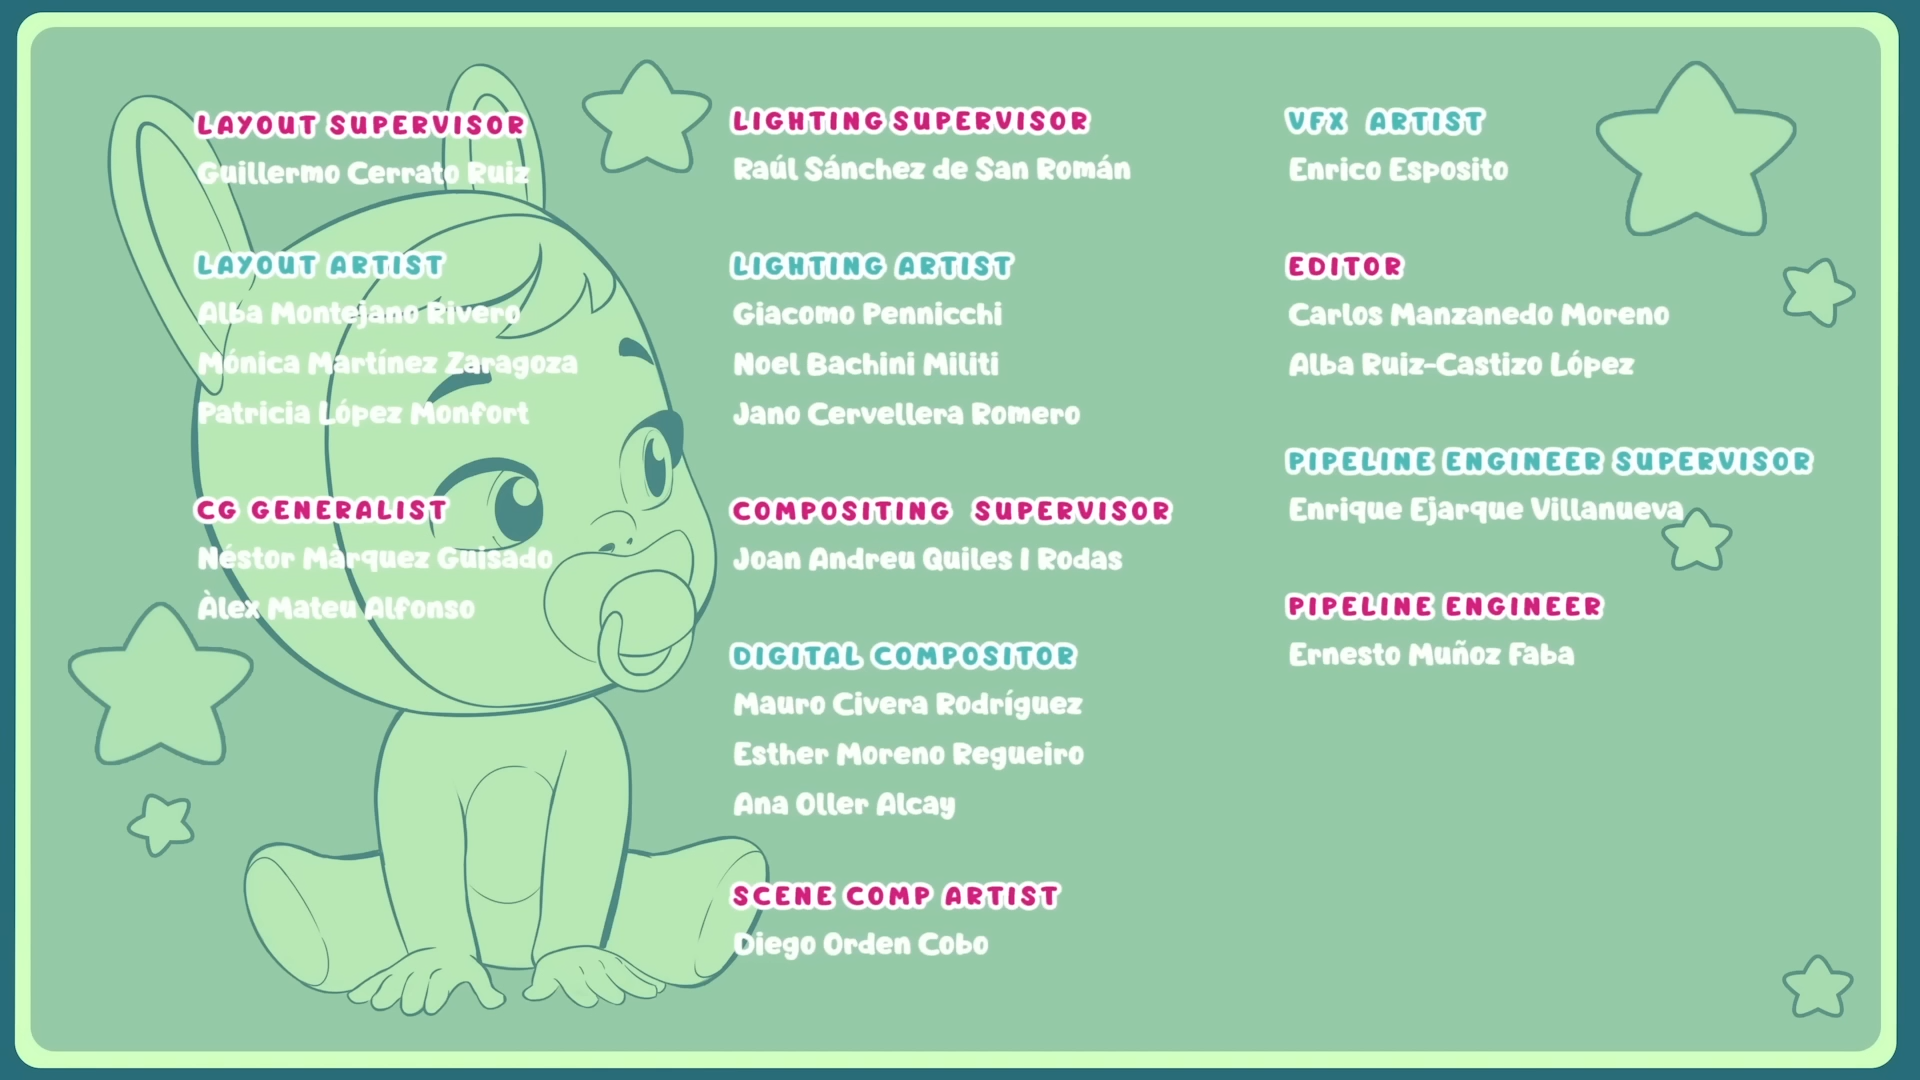 LAYOUT SUPERVISOR
Guillermo Cerrato Ruiz
LAYOUT ARTIST
Alba Montejano Rivero
Mónica Martínez Zaragoza
Patricia López Monfort
CG GENERALIST
Néstor Màrquez Guisado
Àlex Mateu Alfonso
LIGHTING SUPERVISOR
Raúl Sánchez de San Román
LIGHTING ARTIST
Giacomo Pennicchi
Noel Bachini Militi
Jano Cervellera Romero
COMPOSITING SUPERVISOR
Joan Andreu Quiles I Rodas
DIGITAL COMPOSITOR
Mauro Civera Rodríguez
Esther Moreno Regueiro
Ana Oller Alcay
SCENE COMP ARTIST
Diego Orden Cobo
VFX ARTIST
Enrico Esposito
EDITOR
Carlos Manzanedo Moreno
Alba Ruiz-Castizo López
PIPELINE ENGINEER SUPERVISOR
Enrique Ejarque Villanueva
PIPELINE ENGINEER
Ernesto Muñoz Faba